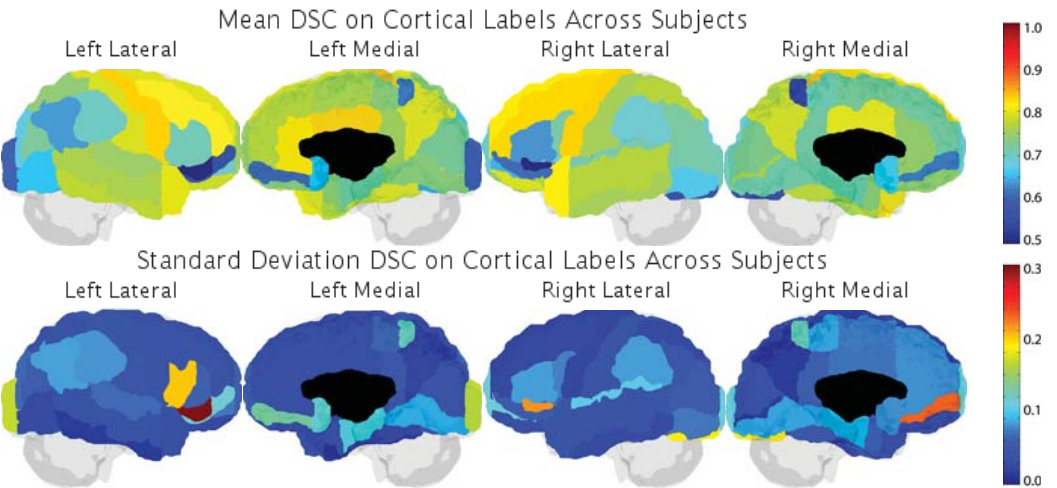 Mean DSC on Cortical Labels Across Subjects
Left Lateral Left Medial Right Lateral Right Medial
1.0
0.9
0.8
0.7
0.6
0.5
Standard Deviation DSC on Cortical Labels Across Subjects
Left Lateral Left Medial Right Lateral Right Medial
0.3
0.2
0.1
0.0